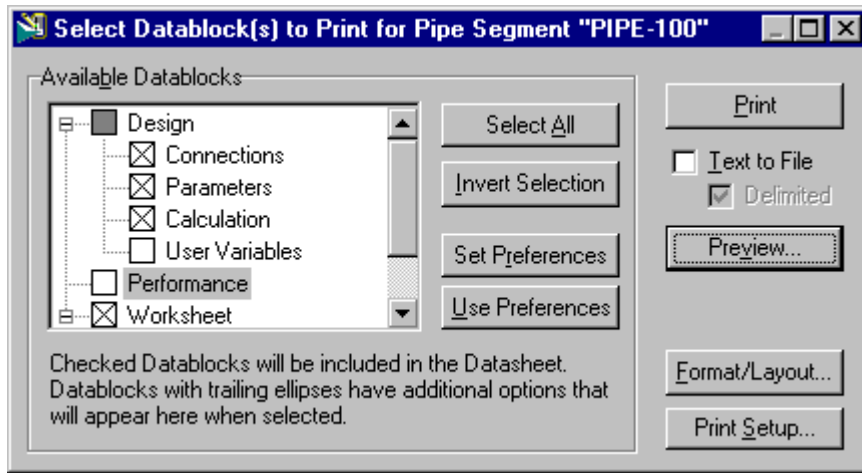 Select Datablock(s) to Print for Pipe Segment "PIPE-100"
Available Datablocks
Design
Connections
Parameters
Calculation
User Variables
Performance
Worksheet
Select All
Invert Selection
Set Preferences
Use Preferences
Checked Datablocks will be included in the Datasheet.
Datablocks with trailing ellipses have additional options that
will appear here when selected.
Print
Text to File
Delimited
Preview...
Format/Layout...
Print Setup...